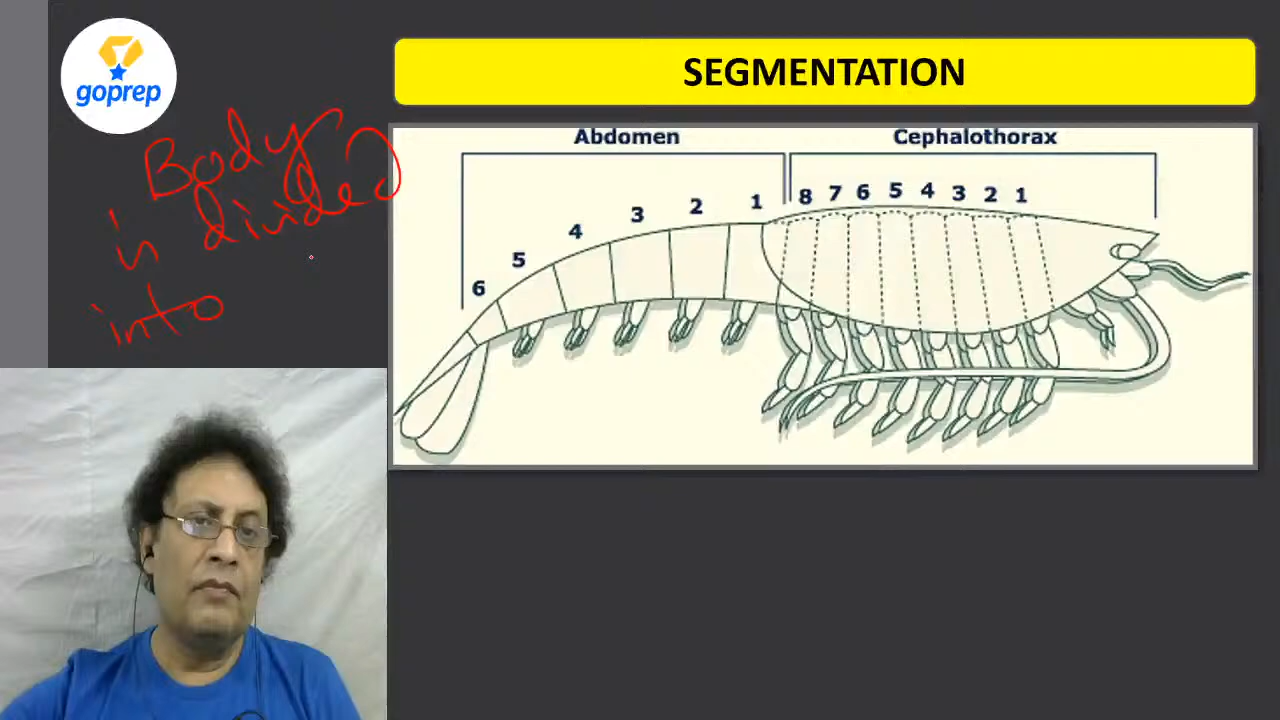 goprep
SEGMENTATION
Body
is divided
into
Abdomen
Cephalothorax
6 5 4 3 2 1
8 7 6 5 4 3 2 1